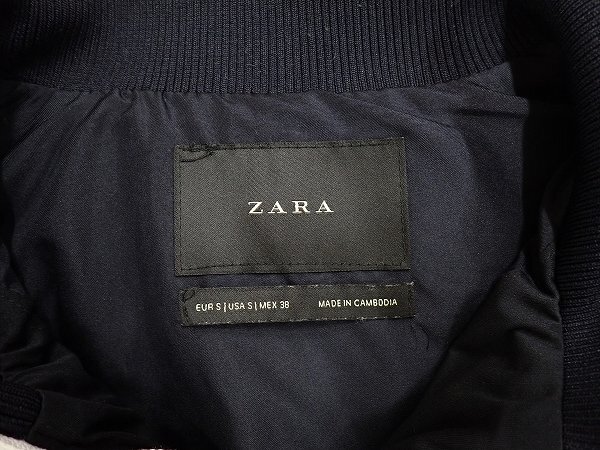 ZARA
EUR S | USA S | MEX 38 MADE IN CAMBODIA